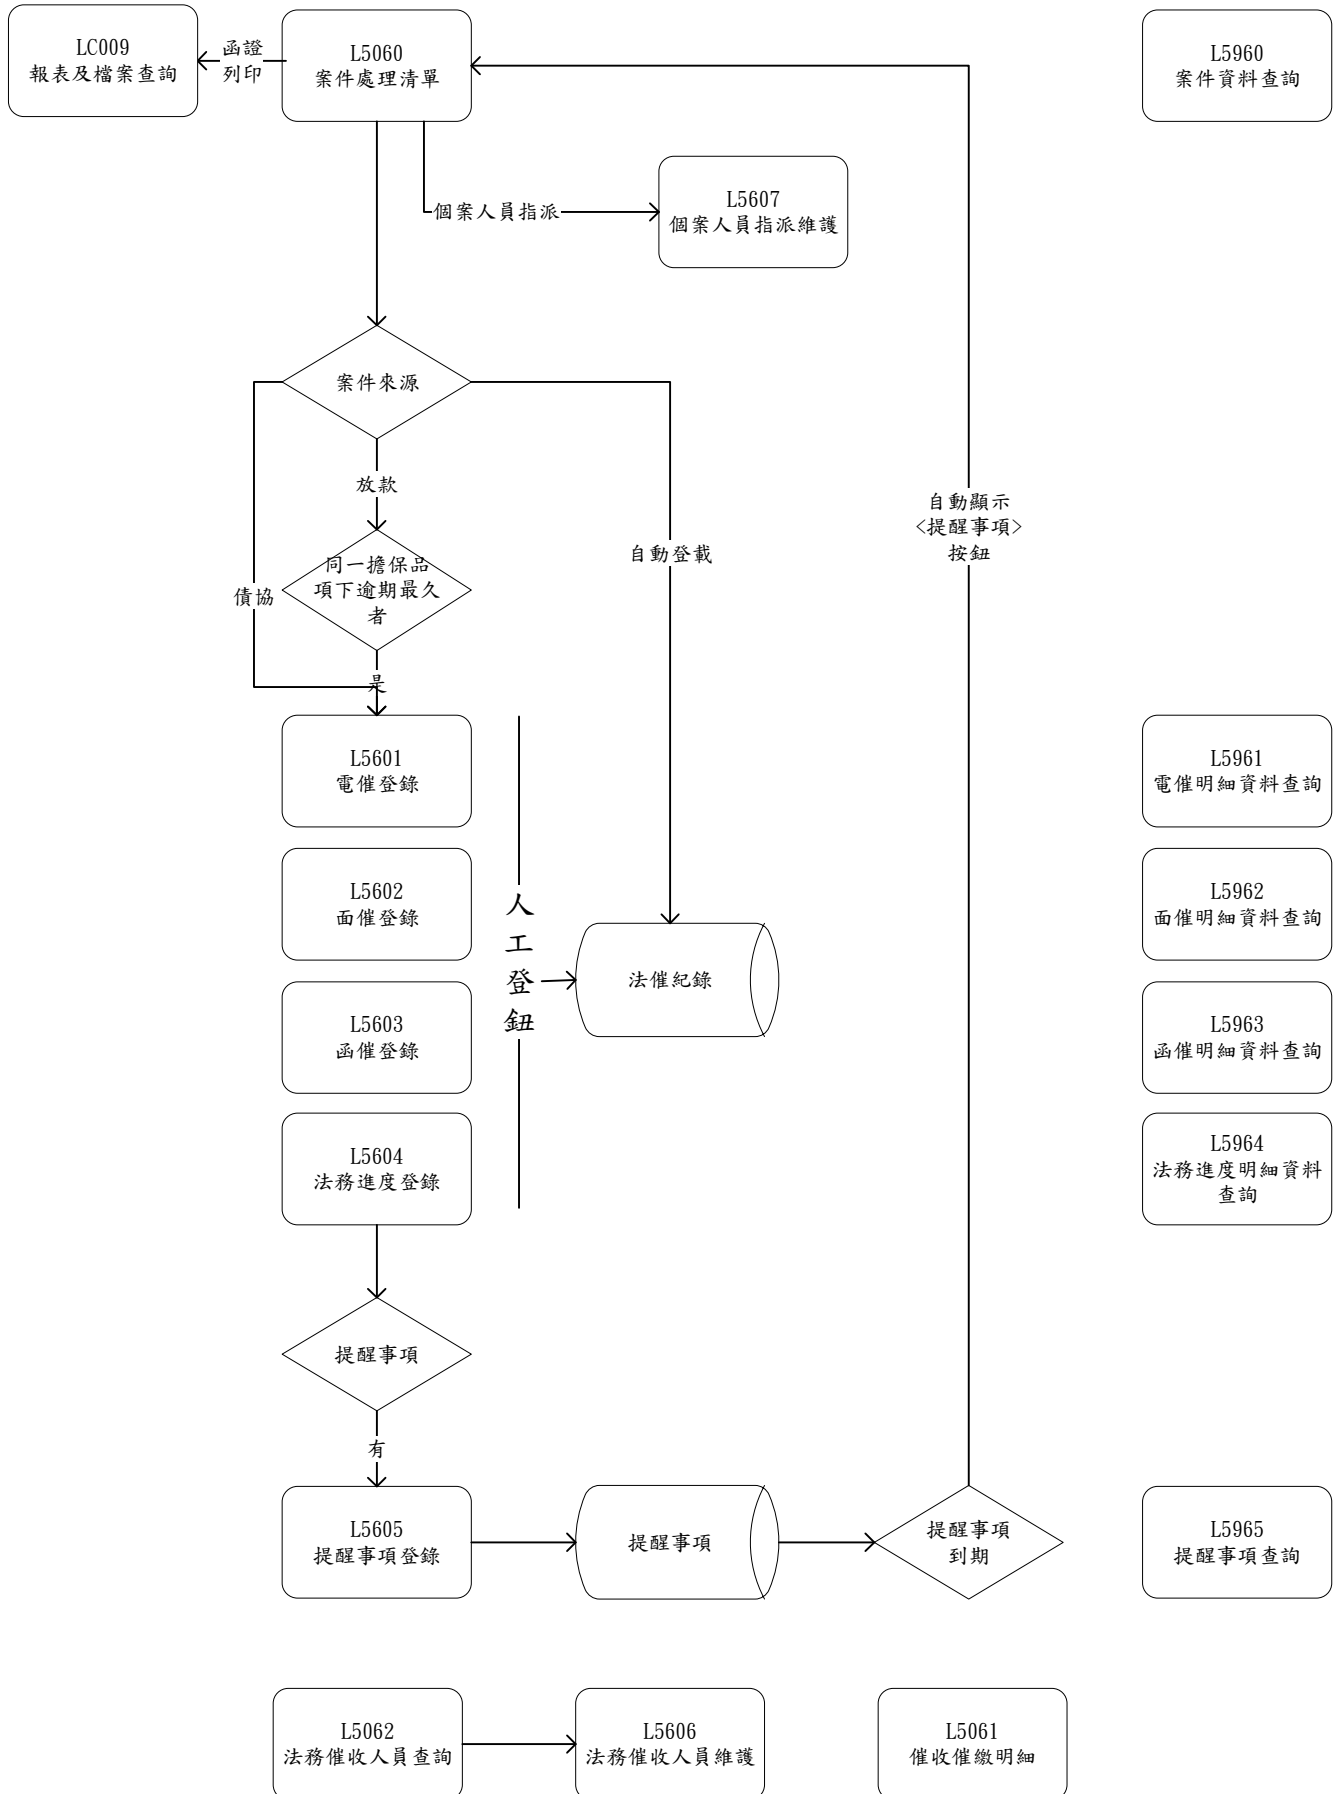 LC009
報表及檔案查詢
函證
列印
L5060
案件處理清單
L5960
案件資料查詢
個案人員指派
L5607
個案人員指派維護
案件來源
放款
債協
同一擔保品
項下逾期最久
者
是
自動登載
自動顯示
<提醒事項>
按鈕
L5601
電催登錄
L5961
電催明細資料查詢
L5602
面催登錄
L5962
面催明細資料查詢
人
工
登
鈕
法催紀錄
L5603
函催登錄
L5963
函催明細資料查詢
L5604
法務進度登錄
L5964
法務進度明細資料
查詢
提醒事項
有
L5605
提醒事項登錄
提醒事項
提醒事項
到期
L5965
提醒事項查詢
L5062
法務催收人員查詢
L5606
法務催收人員維護
L5061
催收催繳明細